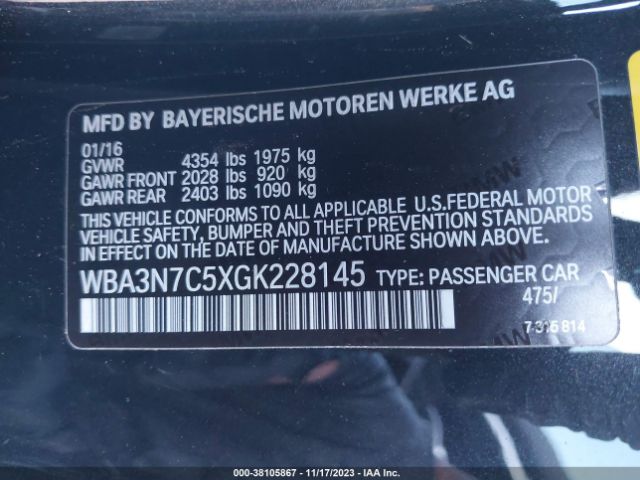 MFD BY BAYERISCHE MOTOREN WERKE AG
01/16
GVWR 4354 lbs 1975 kg
GAWR FRONT 2028 lbs 920 kg
GAWR REAR 2403 lbs 1090 kg
THIS VEHICLE CONFORMS TO ALL APPLICABLE U.S.FEDERAL MOTOR
VEHICLE SAFETY, BUMPER AND THEFT PREVENTION STANDARDS
IN EFFECT ON THE DATE OF MANUFACTURE SHOWN ABOVE.
WBA3N7C5XGK228145 TYPE: PASSENGER CAR
475/
7 316 814
000-38105867 - 11/17/2023 - IAA, Inc.